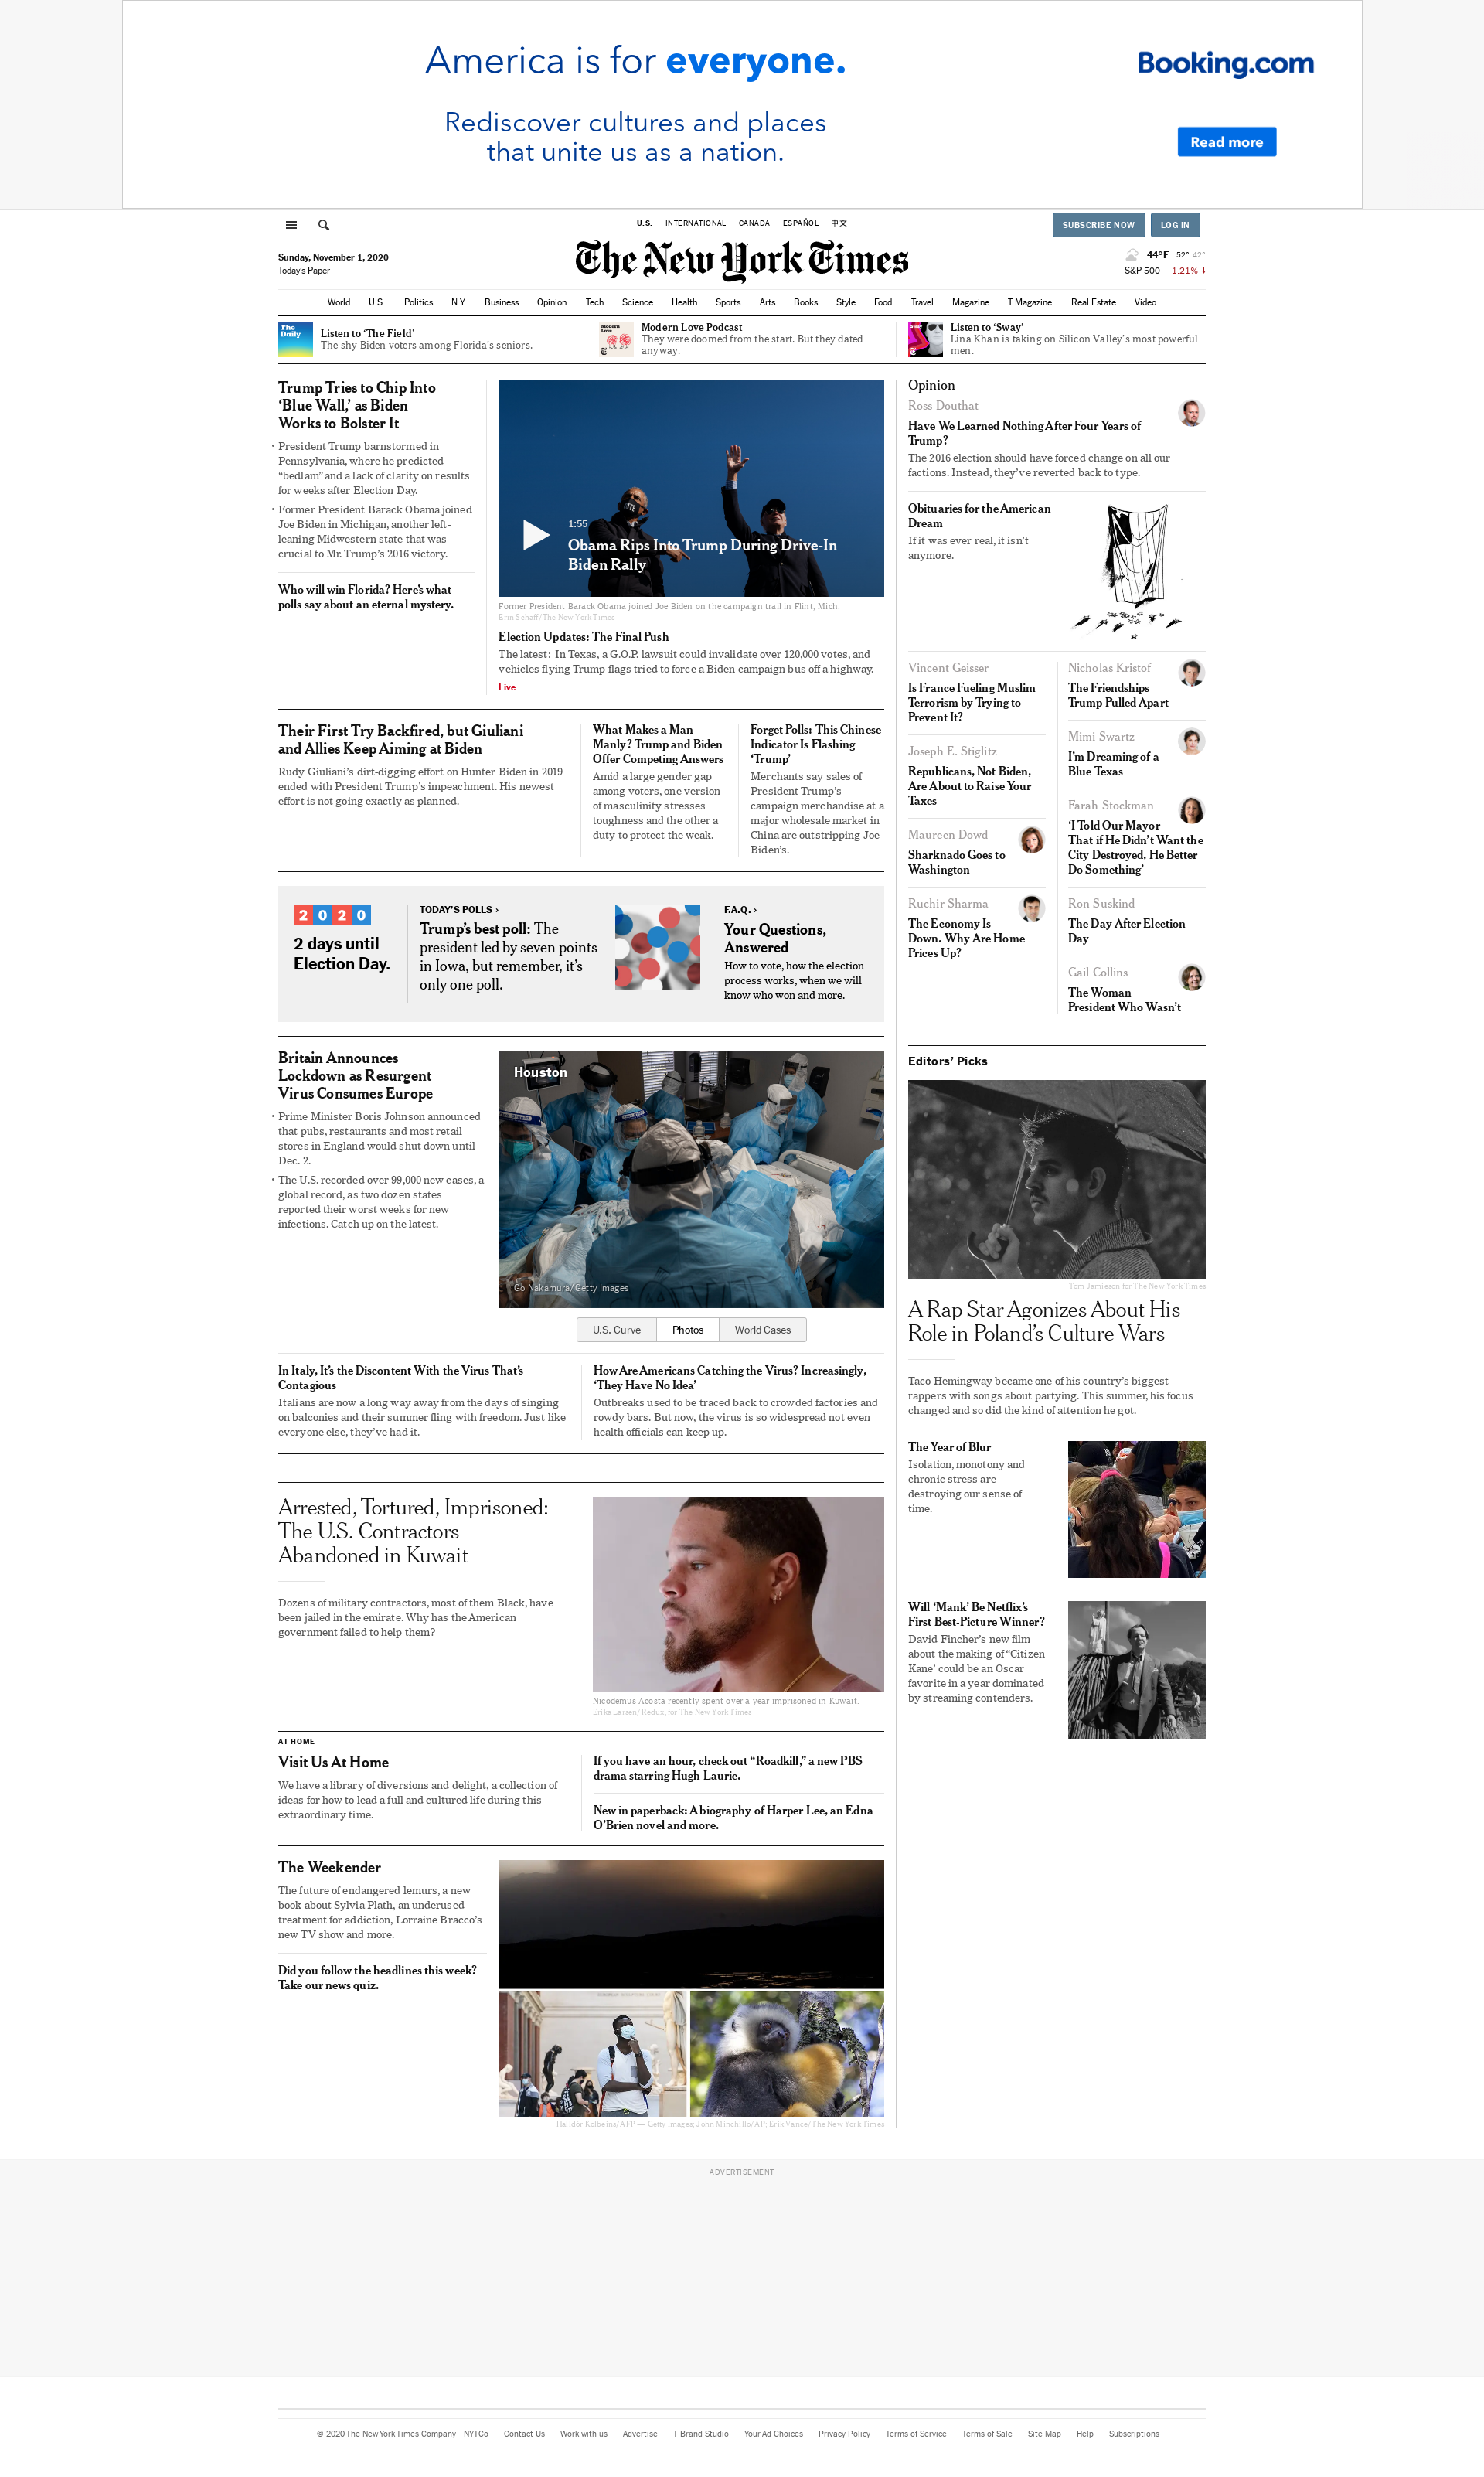 America is for everyone.
Booking.com
Rediscover cultures and places
that unite us as a nation.
Read more
U.S. INTERNATIONAL CANADA ESPAÑOL 中文
SUBSCRIBE NOW LOG IN
Sunday, November 1, 2020
Today's Paper
The New York Times
44°F 52° 42°
S&P 500 -1.21%
World U.S. Politics N.Y. Business Opinion Tech Science Health Sports Arts Books Style Food Travel Magazine T Magazine Real Estate Video
The
Daily
Listen to ‘The Field’
The shy Biden voters among Florida's seniors.
Modern
Love
Modern Love Podcast
They were doomed from the start. But they dated
anyway.
Listen to ‘Sway’
Lina Khan is taking on Silicon Valley's most powerful
men.
Trump Tries to Chip Into
‘Blue Wall,’ as Biden
Works to Bolster It
• President Trump barnstormed in
Pennsylvania, where he predicted
“bedlam” and a lack of clarity on results
for weeks after Election Day.
• Former President Barack Obama joined
Joe Biden in Michigan, another left-
leaning Midwestern state that was
crucial to Mr. Trump's 2016 victory.
Who will win Florida? Here's what
polls say about an eternal mystery.
1:55
Obama Rips Into Trump During Drive-In
Biden Rally
Former President Barack Obama joined Joe Biden on the campaign trail in Flint, Mich.
Erin Schaff/The New York Times
Election Updates: The Final Push
The latest: In Texas, a G.O.P. lawsuit could invalidate over 120,000 votes, and
vehicles flying Trump flags tried to force a Biden campaign bus off a highway.
Live
Their First Try Backfired, but Giuliani
and Allies Keep Aiming at Biden
Rudy Giuliani's dirt-digging effort on Hunter Biden in 2019
ended with President Trump's impeachment. His newest
effort is not going exactly as planned.
What Makes a Man
Manly? Trump and Biden
Offer Competing Answers
Amid a large gender gap
among voters, one version
of masculinity stresses
toughness and the other a
duty to protect the weak.
Forget Polls: This Chinese
Indicator Is Flashing
‘Trump’
Merchants say sales of
President Trump's
campaign merchandise at a
major wholesale market in
China are outstripping Joe
Biden's.
2020
2 days until
Election Day.
TODAY'S POLLS ›
Trump's best poll: The
president led by seven points
in Iowa, but remember, it's
only one poll.
F.A.Q. ›
Your Questions,
Answered
How to vote, how the election
process works, when we will
know who won and more.
Britain Announces
Lockdown as Resurgent
Virus Consumes Europe
• Prime Minister Boris Johnson announced
that pubs, restaurants and most retail
stores in England would shut down until
Dec. 2.
• The U.S. recorded over 99,000 new cases, a
global record, as two dozen states
reported their worst weeks for new
infections. Catch up on the latest.
Houston
Go Nakamura/Getty Images
U.S. Curve Photos World Cases
In Italy, It's the Discontent With the Virus That's
Contagious
Italians are now a long way away from the days of singing
on balconies and their summer fling with freedom. Just like
everyone else, they've had it.
How Are Americans Catching the Virus? Increasingly,
‘They Have No Idea’
Outbreaks used to be traced back to crowded factories and
rowdy bars. But now, the virus is so widespread not even
health officials can keep up.
Arrested, Tortured, Imprisoned:
The U.S. Contractors
Abandoned in Kuwait
Dozens of military contractors, most of them Black, have
been jailed in the emirate. Why has the American
government failed to help them?
Nicodemus Acosta recently spent over a year imprisoned in Kuwait.
Erika Larsen/Redux, for The New York Times
AT HOME
Visit Us At Home
We have a library of diversions and delight, a collection of
ideas for how to lead a full and cultured life during this
extraordinary time.
If you have an hour, check out “Roadkill,” a new PBS
drama starring Hugh Laurie.
New in paperback: A biography of Harper Lee, an Edna
O'Brien novel and more.
The Weekender
The future of endangered lemurs, a new
book about Sylvia Plath, an underused
treatment for addiction, Lorraine Bracco's
new TV show and more.
Did you follow the headlines this week?
Take our news quiz.
Halldór Kolbeins/AFP — Getty Images; John Minchillo/AP; Erik Vance/The New York Times
Opinion
Ross Douthat
Have We Learned Nothing After Four Years of
Trump?
The 2016 election should have forced change on all our
factions. Instead, they've reverted back to type.
Obituaries for the American
Dream
If it was ever real, it isn't
anymore.
Vincent Geisser
Is France Fueling Muslim
Terrorism by Trying to
Prevent It?
Joseph E. Stiglitz
Republicans, Not Biden,
Are About to Raise Your
Taxes
Maureen Dowd
Sharknado Goes to
Washington
Ruchir Sharma
The Economy Is
Down. Why Are Home
Prices Up?
Nicholas Kristof
The Friendships
Trump Pulled Apart
Mimi Swartz
I'm Dreaming of a
Blue Texas
Farah Stockman
‘I Told Our Mayor
That if He Didn't Want the
City Destroyed, He Better
Do Something’
Ron Suskind
The Day After Election
Day
Gail Collins
The Woman
President Who Wasn't
Editors' Picks
Tom Jamieson for The New York Times
A Rap Star Agonizes About His
Role in Poland's Culture Wars
Taco Hemingway became one of his country's biggest
rappers with songs about partying. This summer, his focus
changed and so did the kind of attention he got.
The Year of Blur
Isolation, monotony and
chronic stress are
destroying our sense of
time.
Will ‘Mank’ Be Netflix's
First Best-Picture Winner?
David Fincher's new film
about the making of “Citizen
Kane’ could be an Oscar
favorite in a year dominated
by streaming contenders.
ADVERTISEMENT
© 2020 The New York Times Company NYTCo Contact Us Work with us Advertise T Brand Studio Your Ad Choices Privacy Policy Terms of Service Terms of Sale Site Map Help Subscriptions